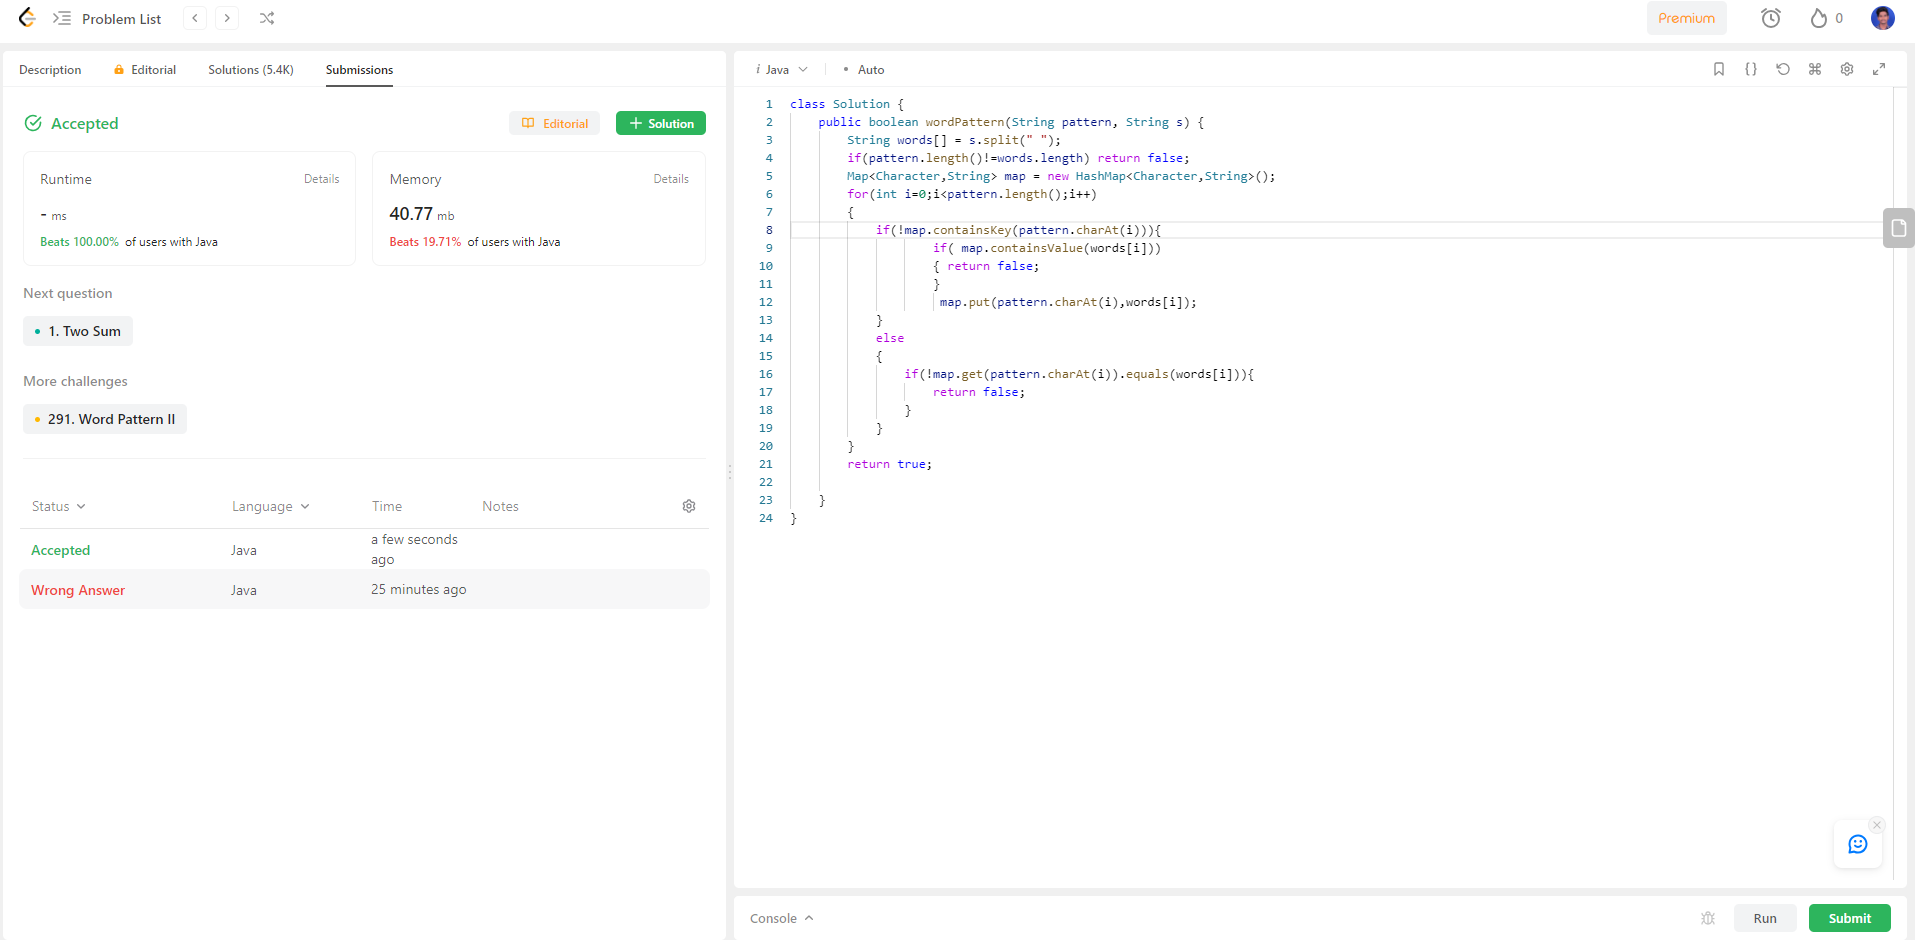 Problem List
Premium
0
Description
Editorial
Solutions (5.4K)
Submissions
Accepted
Editorial
Solution
Runtime
Details
- ms
Beats 100.00% of users with Java
Memory
Details
40.77 mb
Beats 19.71% of users with Java
Next question
1. Two Sum
More challenges
291. Word Pattern II
Status Language Time Notes
Accepted Java a few seconds
ago
Wrong Answer Java 25 minutes ago
i Java • Auto
1 class Solution {
2     public boolean wordPattern(String pattern, String s) {
3         String words[] = s.split(" ");
4         if(pattern.length()!=words.length) return false;
5         Map<Character,String> map = new HashMap<Character,String>();
6         for(int i=0;i<pattern.length();i++)
7         {
8             if(!map.containsKey(pattern.charAt(i))){
9                     if( map.containsValue(words[i]))
10                     { return false;
11                     }
12                      map.put(pattern.charAt(i),words[i]);
13             }
14             else
15             {
16                 if(!map.get(pattern.charAt(i)).equals(words[i])){
17                     return false;
18                 }
19             }
20         }
21         return true;
22
23     }
24 }
Console
Run
Submit